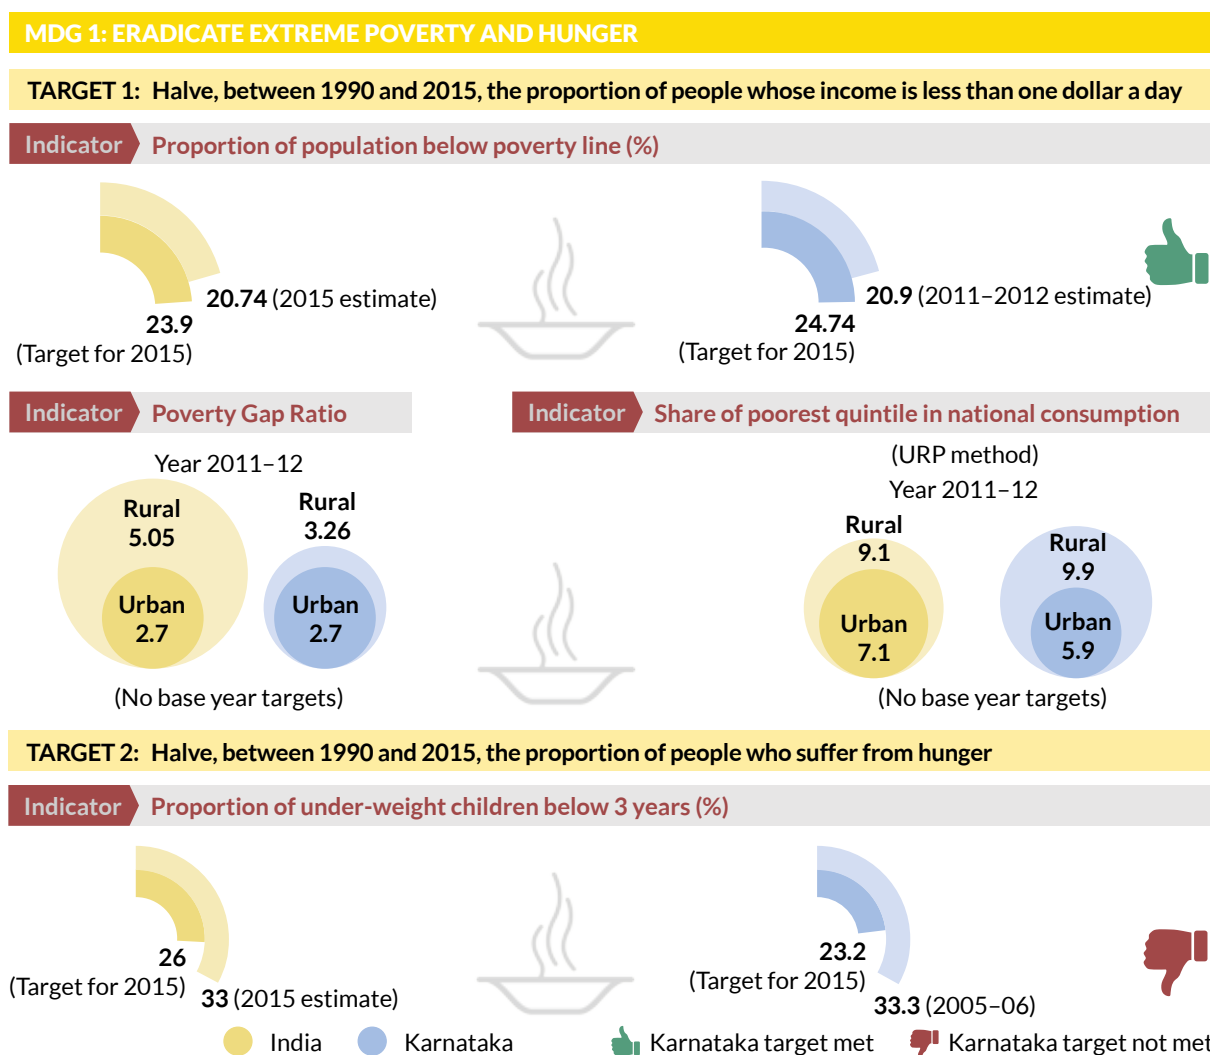 MDG 1: ERADICATE EXTREME POVERTY AND HUNGER
TARGET 1: Halve, between 1990 and 2015, the proportion of people whose income is less than one dollar a day
Indicator Proportion of population below poverty line (%)
20.74 (2015 estimate)
23.9
(Target for 2015)
20.9 (2011–2012 estimate)
24.74
(Target for 2015)
Indicator Poverty Gap Ratio
Year 2011–12
Rural
5.05
Urban
2.7
Rural
3.26
Urban
2.7
(No base year targets)
Indicator Share of poorest quintile in national consumption
(URP method)
Year 2011–12
Rural
9.1
Urban
7.1
Rural
9.9
Urban
5.9
(No base year targets)
TARGET 2: Halve, between 1990 and 2015, the proportion of people who suffer from hunger
Indicator Proportion of under-weight children below 3 years (%)
26
(Target for 2015)
33 (2015 estimate)
23.2
(Target for 2015)
33.3 (2005–06)
India Karnataka Karnataka target met Karnataka target not met